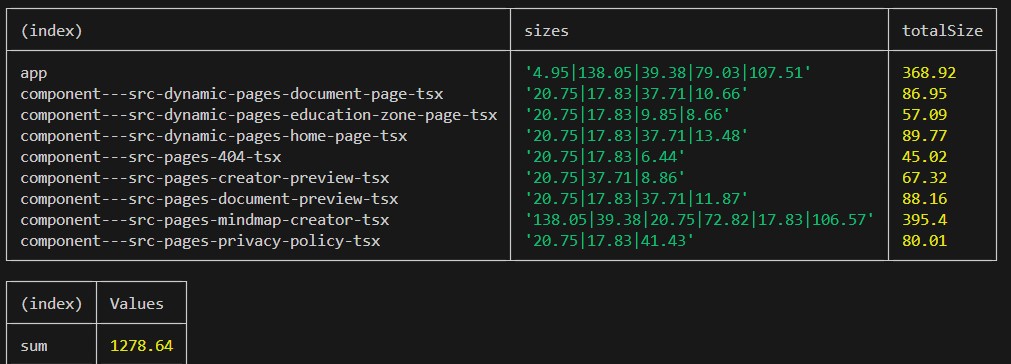 (index) sizes totalSize
app '4.95|138.05|39.38|79.03|107.51' 368.92
component---src-dynamic-pages-document-page-tsx '20.75|17.83|37.71|10.66' 86.95
component---src-dynamic-pages-education-zone-page-tsx '20.75|17.83|9.85|8.66' 57.09
component---src-dynamic-pages-home-page-tsx '20.75|17.83|37.71|13.48' 89.77
component---src-pages-404-tsx '20.75|17.83|6.44' 45.02
component---src-pages-creator-preview-tsx '20.75|37.71|8.86' 67.32
component---src-pages-document-preview-tsx '20.75|17.83|37.71|11.87' 88.16
component---src-pages-mindmap-creator-tsx '138.05|39.38|20.75|72.82|17.83|106.57' 395.4
component---src-pages-privacy-policy-tsx '20.75|17.83|41.43' 80.01
(index) Values
sum 1278.64